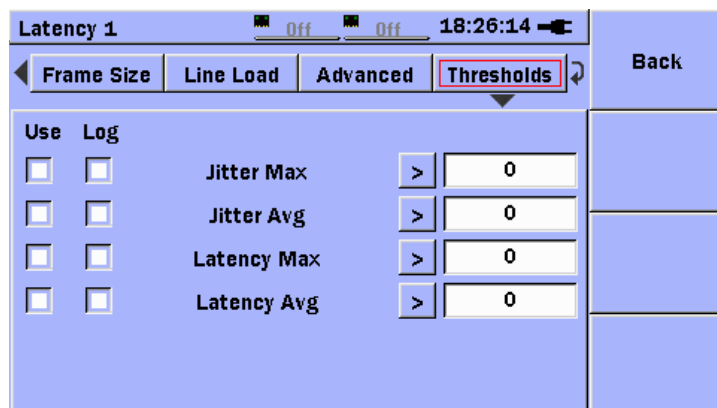 Latency 1 Off Off 18:26:14
Frame Size Line Load Advanced Thresholds
Back
Use Log
Jitter Max > 0
Jitter Avg > 0
Latency Max > 0
Latency Avg > 0